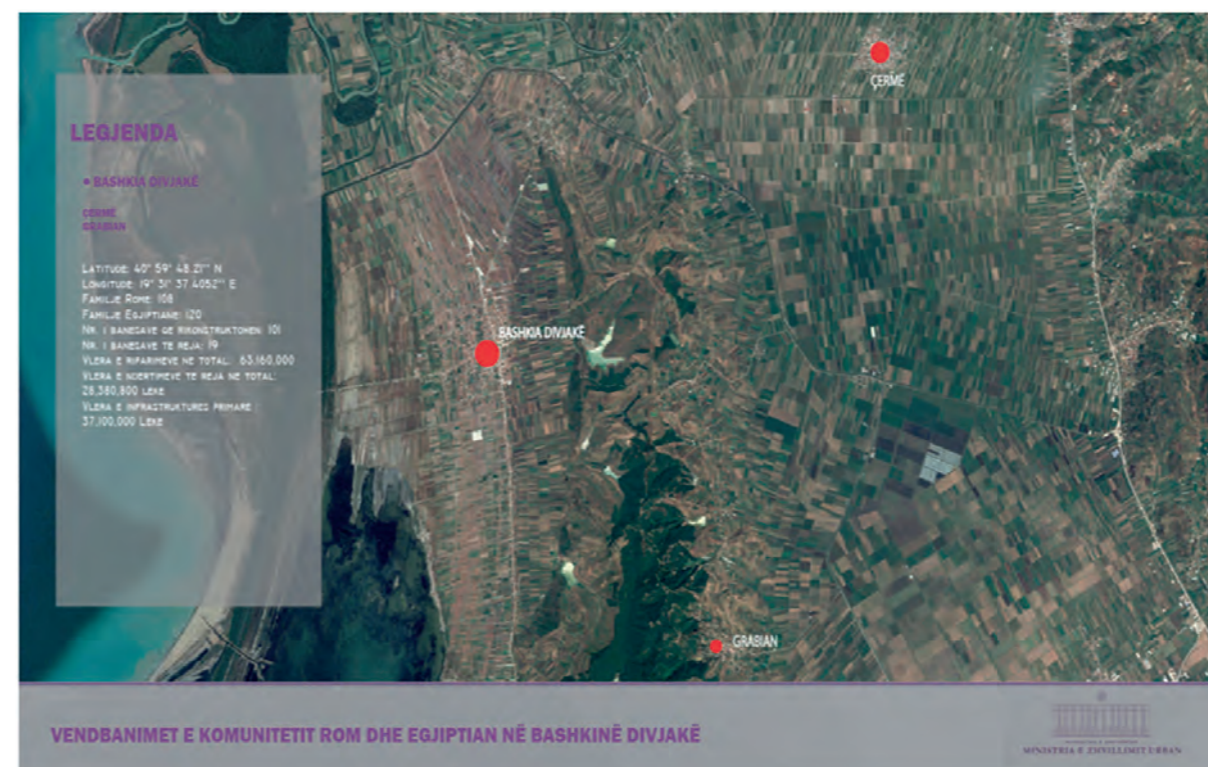 LEGJENDA
• BASHKIA DIVJAKË
ÇERMË
GRABIAN
LATITUDE: 40° 59' 48.21'' N
LONGITUDE: 19° 31' 37.4052'' E
FAMILJE ROME: 108
FAMILJE EGJIPTIANE: 120
NR. I BANESAVE QE RIKONSTRUKTOHEN: 101
NR. I BANESAVE TE REJA: 19
VLERA E RIPARIMEVE NE TOTAL: 63,160,000
VLERA E NDERTIMEVE TE REJA NE TOTAL:
28,380,800 LEKE
VLERA E INFRASTRUKTURES PRIMARE :
37,100,000 LEKE
ÇERMË
BASHKIA DIVJAKË
GRABIAN
VENDBANIMET E KOMUNITETIT ROM DHE EGJIPTIAN NË BASHKINË DIVJAKË
MINISTRIA E ZHVILLIMIT URBAN